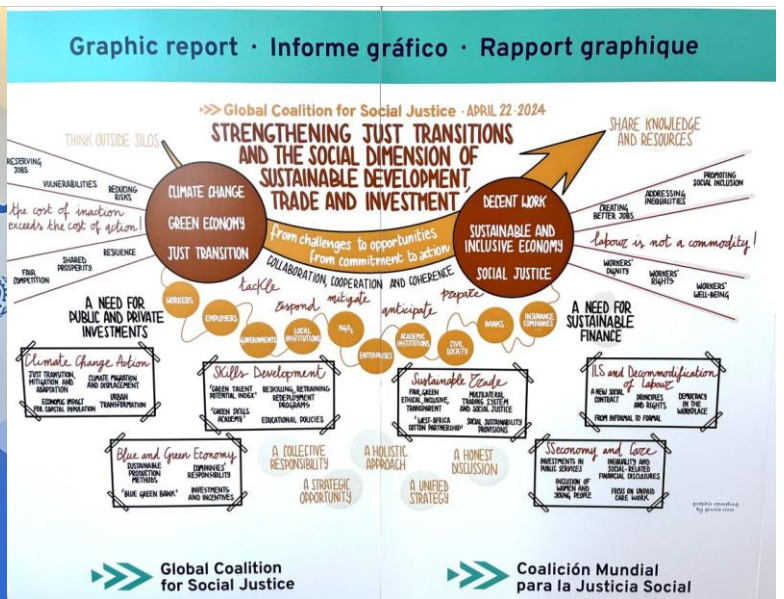 Graphic report · Informe gráfico · Rapport graphique
Global Coalition for Social Justice · APRIL 22 · 2024
STRENGTHENING JUST TRANSITIONS
AND THE SOCIAL DIMENSION OF
SUSTAINABLE DEVELOPMENT,
TRADE AND INVESTMENT
THINK OUTSIDE SILOS
SHARE KNOWLEDGE
AND RESOURCES
RESERVING
JOBS
VULNERABILITIES
REDUCING
RISKS
the cost of inaction
exceeds the cost of action!
FAIR
COMPETITION
SHARED
PROSPERITY
RESILIENCE
CLIMATE CHANGE
GREEN ECONOMY
JUST TRANSITION
from challenges to opportunities
from commitment to action
COLLABORATION, COOPERATION AND COHERENCE
DECENT WORK
SUSTAINABLE AND
INCLUSIVE ECONOMY
SOCIAL JUSTICE
CREATING
BETTER JOBS
ADDRESSING
INEQUALITIES
PROMOTING
SOCIAL INCLUSION
labour is not a commodity!
WORKERS'
DIGNITY
WORKERS'
RIGHTS
WORKERS'
WELL-BEING
tackle
respond
mitigate
anticipate
prepare
WORKERS
EMPLOYERS
GOVERNMENTS
LOCAL
INSTITUTIONS
NGOs
ENTERPRISES
ACADEMIC
INSTITUTIONS
CIVIL
SOCIETY
BANKS
INSURANCE
COMPANIES
A NEED FOR
PUBLIC AND PRIVATE
INVESTMENTS
A NEED FOR
SUSTAINABLE
FINANCE
Climate Change Action
JUST TRANSITION,
MITIGATION AND
ADAPTATION
CLIMATE MIGRATION
AND DISPLACEMENT
ECONOMIC IMPACT
FOR COASTAL POPULATION
URBAN
TRANSFORMATION
Skills Development
"GREEN TALENT
POTENTIAL INDEX"
RESKILLING, RETRAINING
REDEPLOYMENT
PROGRAMS
"GREEN SKILLS
ACADEMY"
EDUCATIONAL POLICIES
Sustainable Trade
FAIR, GREEN
ETHICAL, INCLUSIVE,
TRANSPARENT
MULTILATERAL
TRADING SYSTEM
AND SOCIAL JUSTICE
"WEST-AFRICA
COTTON PARTNERSHIP"
SOCIAL SUSTAINABILITY
PROVISIONS
ILS and Decommodification
of Labour
A NEW SOCIAL
CONTRACT
PRINCIPLES
AND RIGHTS
DEMOCRACY
IN THE
WORKPLACE
FROM INFORMAL TO FORMAL
Blue and Green Economy
SUSTAINABLE
PRODUCTION
METHODS
COMPANIES'
RESPONSIBILITY
"BLUE GREEN BANK"
INVESTMENTS
AND INCENTIVES
A COLLECTIVE
RESPONSIBILITY
A HOLISTIC
APPROACH
A HONEST
DISCUSSION
A STRATEGIC
OPPORTUNITY
A UNIFIED
STRATEGY
SSeconomy and Care
INVESTMENTS IN
PUBLIC SERVICES
INEQUALITY AND
SOCIAL-RELATED
FINANCIAL DISCLOSURES
INCLUSION OF
WOMEN AND
YOUNG PEOPLE
FOCUS ON UNPAID
CARE WORK
graphic recording
Global Coalition
for Social Justice
Coalición Mundial
para la Justicia Social